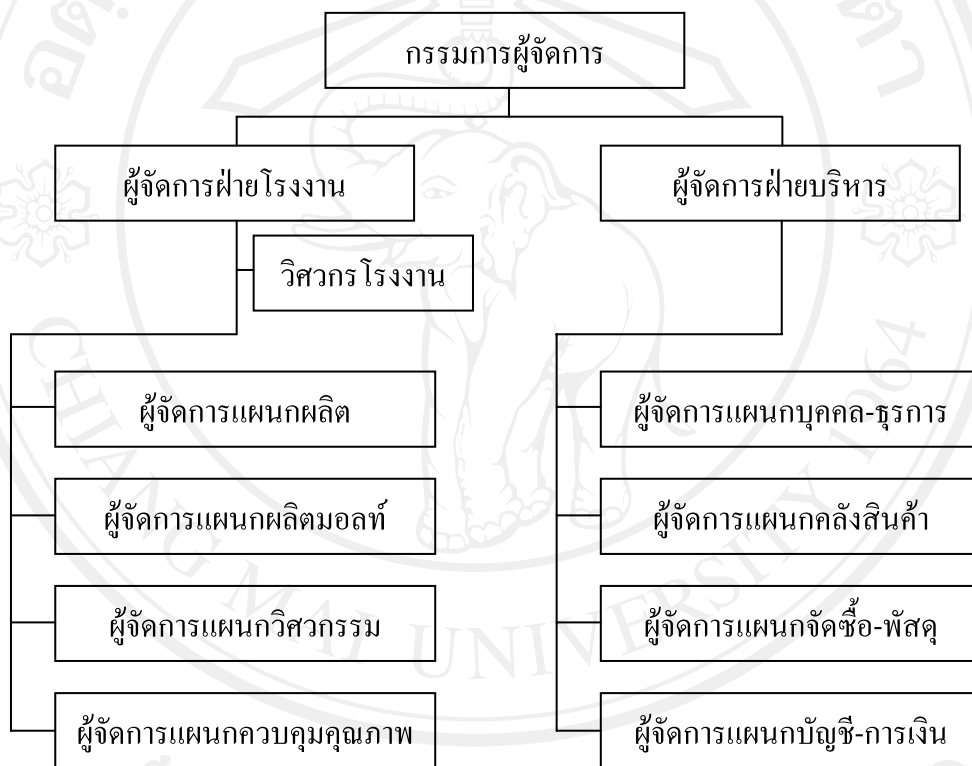 กรรมการผู้จัดการ
ผู้จัดการฝ่ายโรงงาน
ผู้จัดการฝ่ายบริหาร
วิศวกรโรงงาน
ผู้จัดการแผนกผลิต
ผู้จัดการแผนกบุคคล-ธุรการ
ผู้จัดการแผนกผลิตมอลท์
ผู้จัดการแผนกคลังสินค้า
ผู้จัดการแผนกวิศวกรรม
ผู้จัดการแผนกจัดซื้อ-พัสดุ
ผู้จัดการแผนกควบคุมคุณภาพ
ผู้จัดการแผนกบัญชี-การเงิน
CHIANG MAI UNIVERSITY 1964